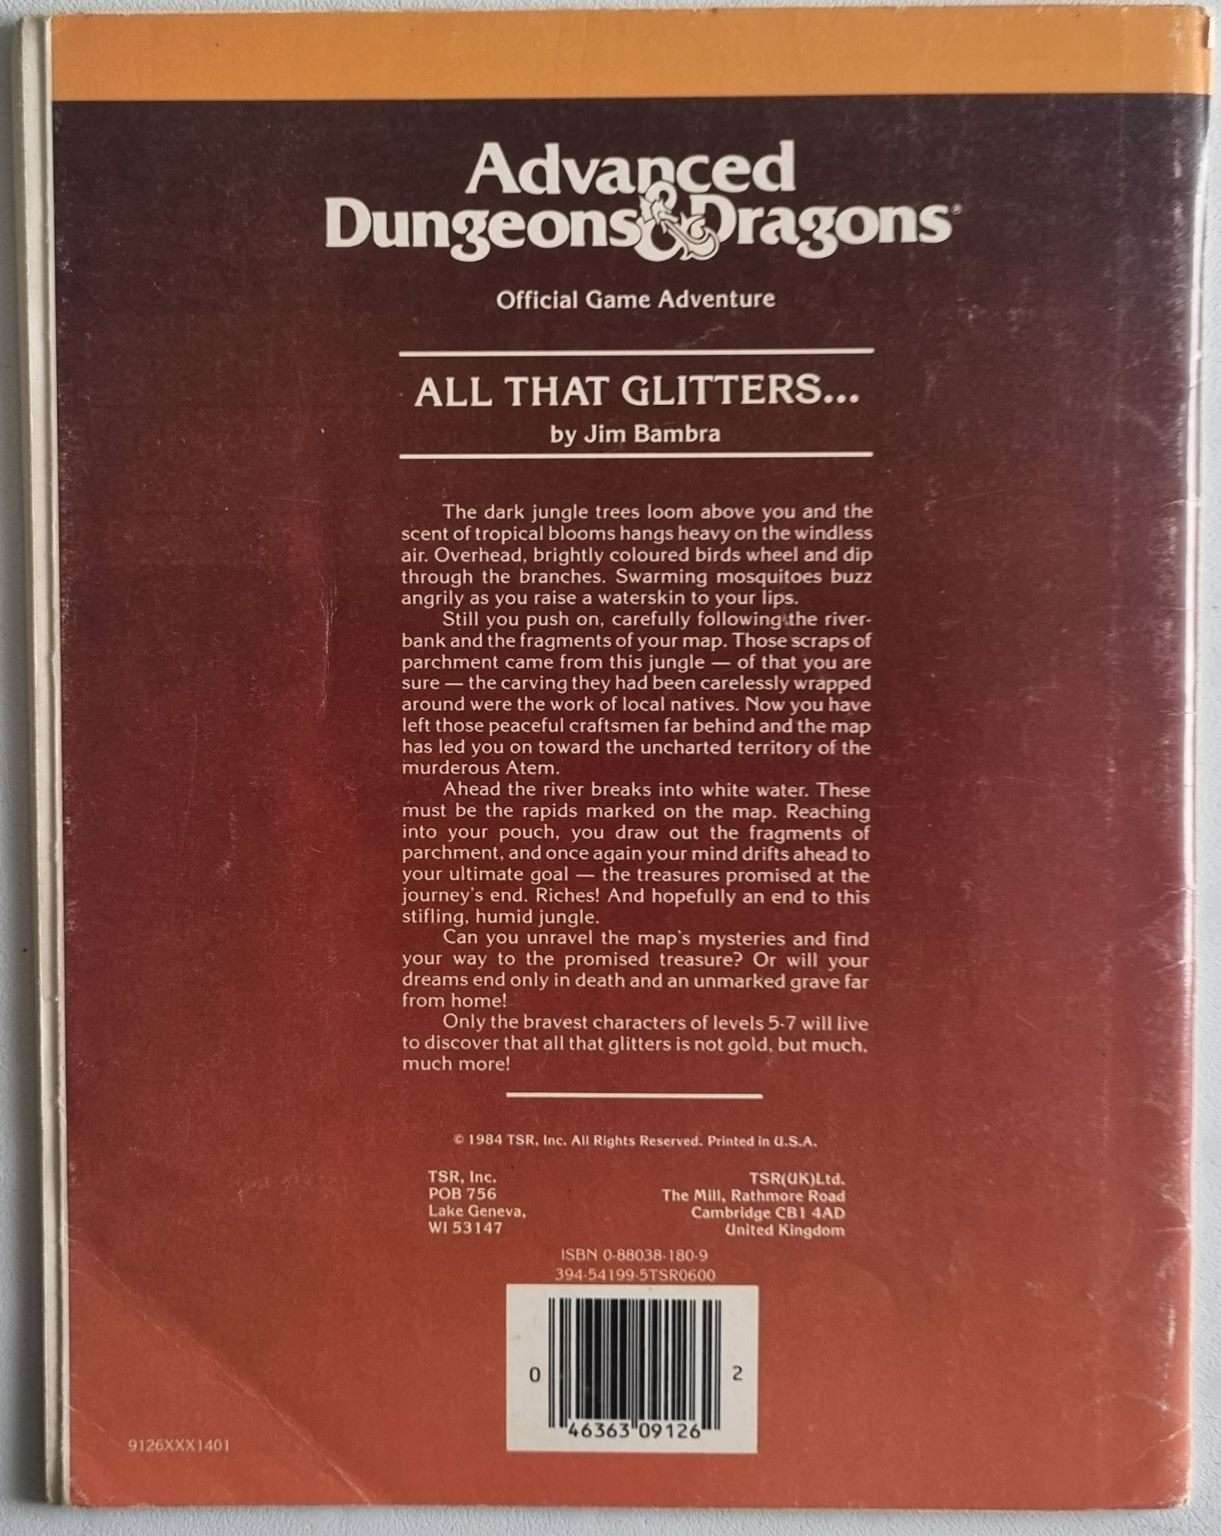 Advanced
Dungeons & Dragons®
Official Game Adventure
ALL THAT GLITTERS...
by Jim Bambra
The dark jungle trees loom above you and the
scent of tropical blooms hangs heavy on the windless
air. Overhead, brightly coloured birds wheel and dip
through the branches. Swarming mosquitoes buzz
angrily as you raise a waterskin to your lips.
Still you push on, carefully following the river-
bank and the fragments of your map. Those scraps of
parchment came from this jungle — of that you are
sure — the carving they had been carelessly wrapped
around were the work of local natives. Now you have
left those peaceful craftsmen far behind and the map
has led you on toward the uncharted territory of the
murderous Atem.
Ahead the river breaks into white water. These
must be the rapids marked on the map. Reaching
into your pouch, you draw out the fragments of
parchment, and once again your mind drifts ahead to
your ultimate goal — the treasures promised at the
journey's end. Riches! And hopefully an end to this
stifling, humid jungle.
Can you unravel the map's mysteries and find
your way to the promised treasure? Or will your
dreams end only in death and an unmarked grave far
from home!
Only the bravest characters of levels 5-7 will live
to discover that all that glitters is not gold, but much,
much more!
© 1984 TSR, Inc. All Rights Reserved. Printed in U.S.A.
TSR, Inc.
POB 756
Lake Geneva,
WI 53147
TSR(UK)Ltd.
The Mill, Rathmore Road
Cambridge CB1 4AD
United Kingdom
ISBN 0-88038-180-9
394-54199-5TSR0600
0 46363 09126 2
9126XXX1401